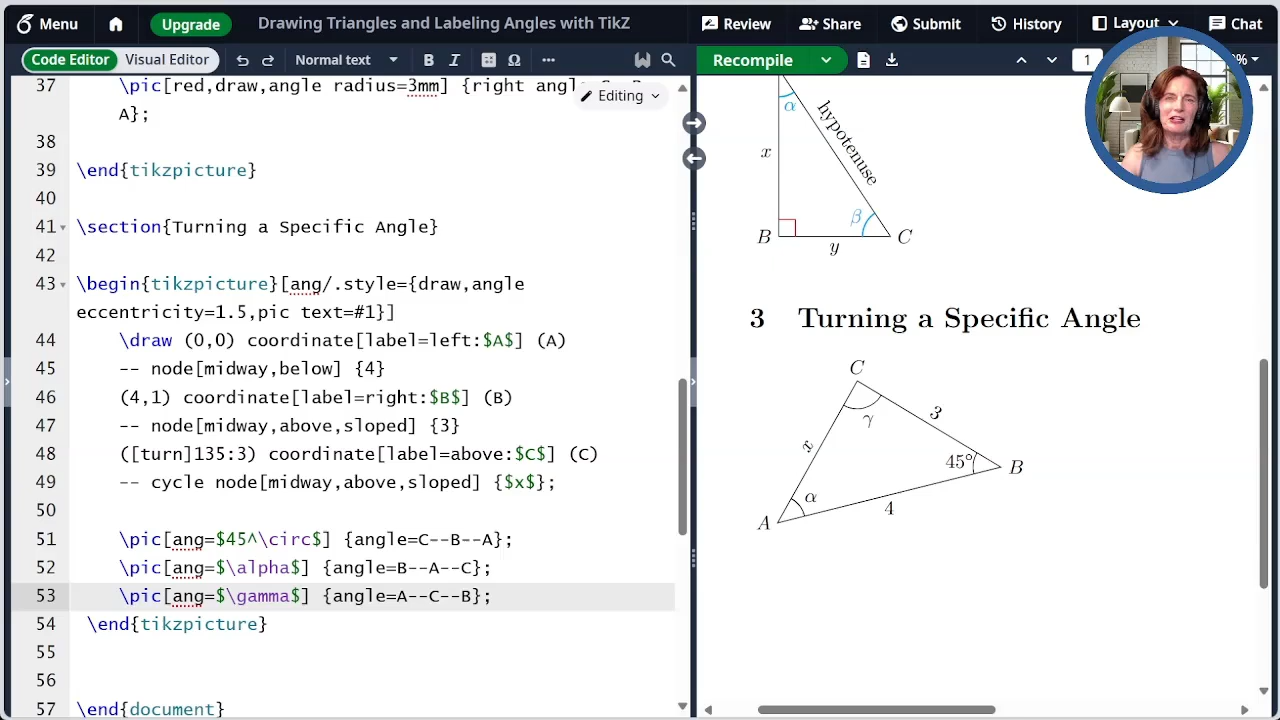 Menu
Upgrade
Drawing Triangles and Labeling Angles with TikZ
Review
Share
Submit
History
Layout
Chat
Code Editor
Visual Editor
Normal text
B
I
Ω
Recompile
1
%
Editing
37 \pic[red,draw,angle radius=3mm] {right angl
A};
38
39 \end{tikzpicture}
40
41 \section{Turning a Specific Angle}
42
43 \begin{tikzpicture}[ang/.style={draw,angle
eccentricity=1.5,pic text=#1}]
44 \draw (0,0) coordinate[label=left:$A$] (A)
45 -- node[midway,below] {4}
46 (4,1) coordinate[label=right:$B$] (B)
47 -- node[midway,above,sloped] {3}
48 ([turn]135:3) coordinate[label=above:$C$] (C)
49 -- cycle node[midway,above,sloped] {$x$};
50
51 \pic[ang=$45^\circ$] {angle=C--B--A};
52 \pic[ang=$\alpha$] {angle=B--A--C};
53 \pic[ang=$\gamma$] {angle=A--C--B};
54 \end{tikzpicture}
55
56
57 \end{document}
α
hypotenuse
x
β
B
C
y
3 Turning a Specific Angle
C
3
γ
x
45°
B
α
4
A